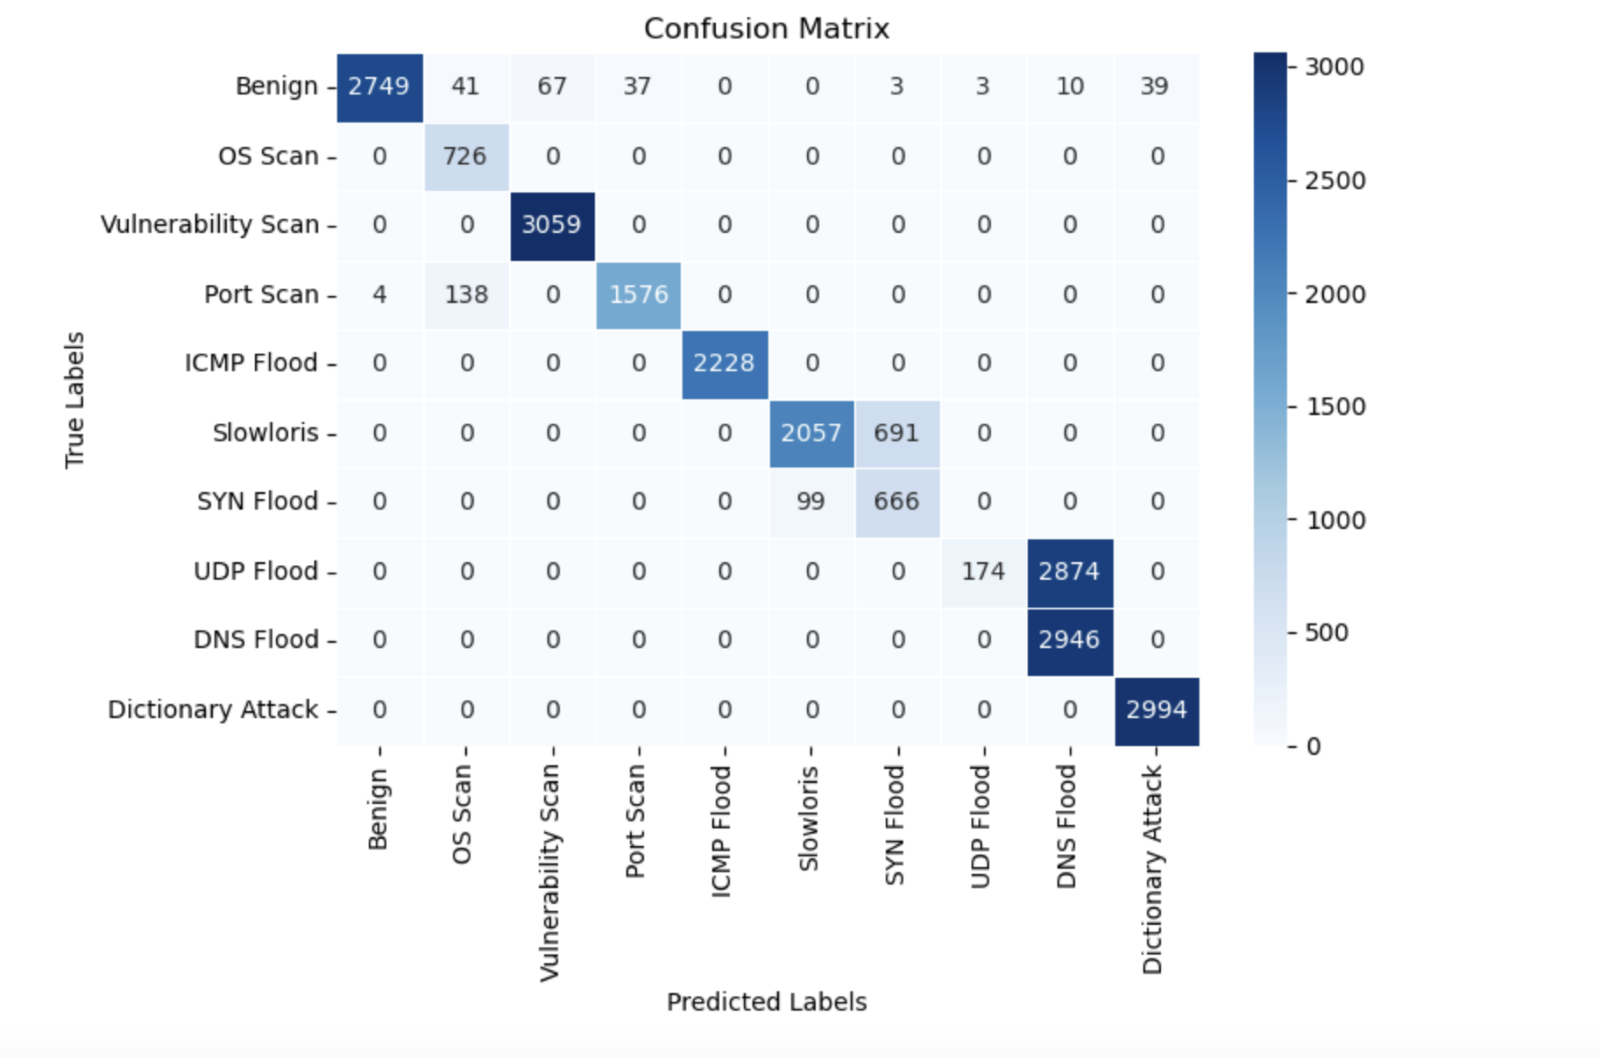 Confusion Matrix
Benign 2749 41 67 37 0 0 3 3 10 39
OS Scan 0 726 0 0 0 0 0 0 0 0
Vulnerability Scan 0 0 3059 0 0 0 0 0 0 0
Port Scan 4 138 0 1576 0 0 0 0 0 0
ICMP Flood 0 0 0 0 2228 0 0 0 0 0
Slowloris 0 0 0 0 0 2057 691 0 0 0
SYN Flood 0 0 0 0 0 99 666 0 0 0
UDP Flood 0 0 0 0 0 0 0 174 2874 0
DNS Flood 0 0 0 0 0 0 0 0 2946 0
Dictionary Attack 0 0 0 0 0 0 0 0 0 2994
True Labels
Benign
OS Scan
Vulnerability Scan
Port Scan
ICMP Flood
Slowloris
SYN Flood
UDP Flood
DNS Flood
Dictionary Attack
Predicted Labels
3000
2500
2000
1500
1000
500
0